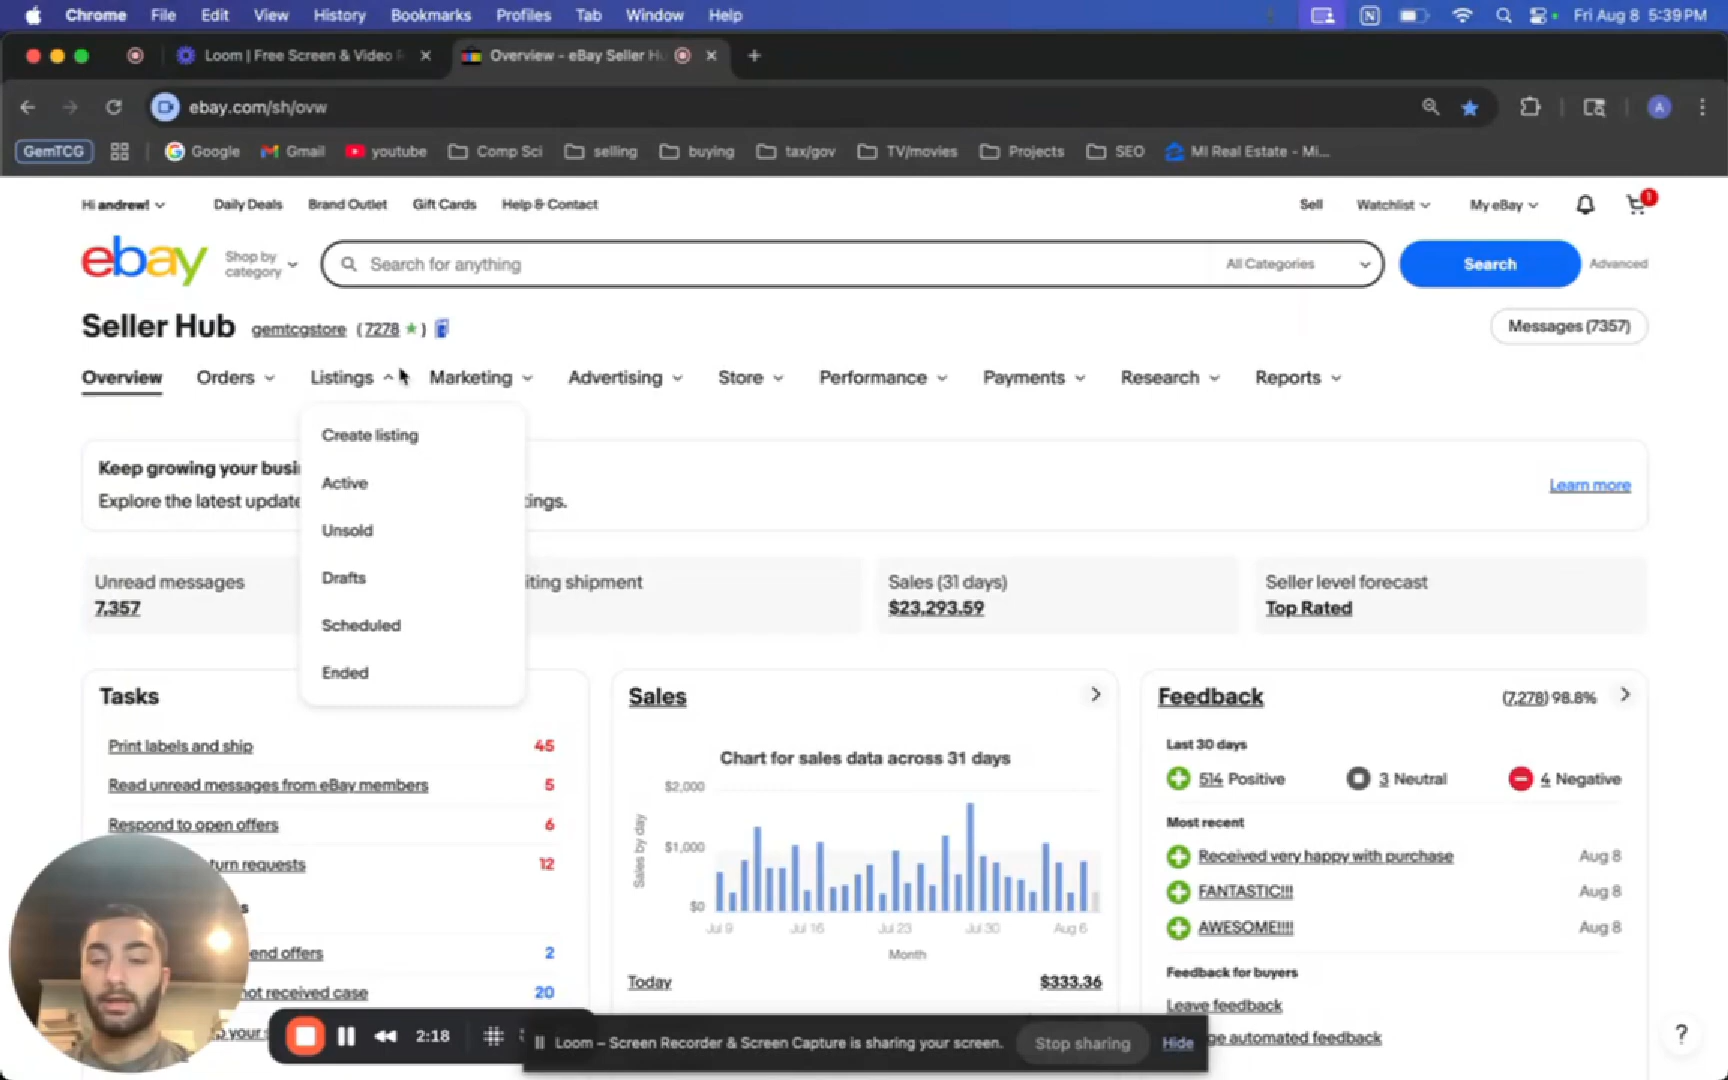 Chrome File Edit View History Bookmarks Profiles Tab Window Help Fri Aug 8 5:39 PM
Loom | Free Screen & Video Overview - eBay Seller Hu
ebay.com/sh/ovw
GemTCG Google Gmail youtube Comp Sci selling buying tax/gov TV/movies Projects SEO MI Real Estate - Mi...
Hi andrew! Daily Deals Brand Outlet Gift Cards Help & Contact Sell Watchlist My eBay 1
ebay Shop by category Search for anything All Categories Search Advanced
Seller Hub gemtcgstore (7278 ★) Messages (7357)
Overview Orders Listings Marketing Advertising Store Performance Payments Research Reports
Create listing
Active
Unsold
Drafts
Scheduled
Ended
Keep growing your busi
Explore the latest update tings.
Learn more
Unread messages
7,357
iting shipment
Sales (31 days)
$23,293.59
Seller level forecast
Top Rated
Tasks
Print labels and ship 45
Read unread messages from eBay members 5
Respond to open offers 6
turn requests 12
s
end offers 2
not received case 20
your
Sales
Chart for sales data across 31 days
Sales by day
$2,000
$1,000
$0
Jul 9 Jul 16 Jul 23 Jul 30 Aug 6
Month
Today $333.36
Feedback (7,278) 98.8%
Last 30 days
514 Positive 3 Neutral 4 Negative
Most recent
Received very happy with purchase Aug 8
FANTASTIC!!! Aug 8
AWESOME!!!! Aug 8
Feedback for buyers
Leave feedback
ge automated feedback
2:18
Loom – Screen Recorder & Screen Capture is sharing your screen. Stop sharing Hide
?